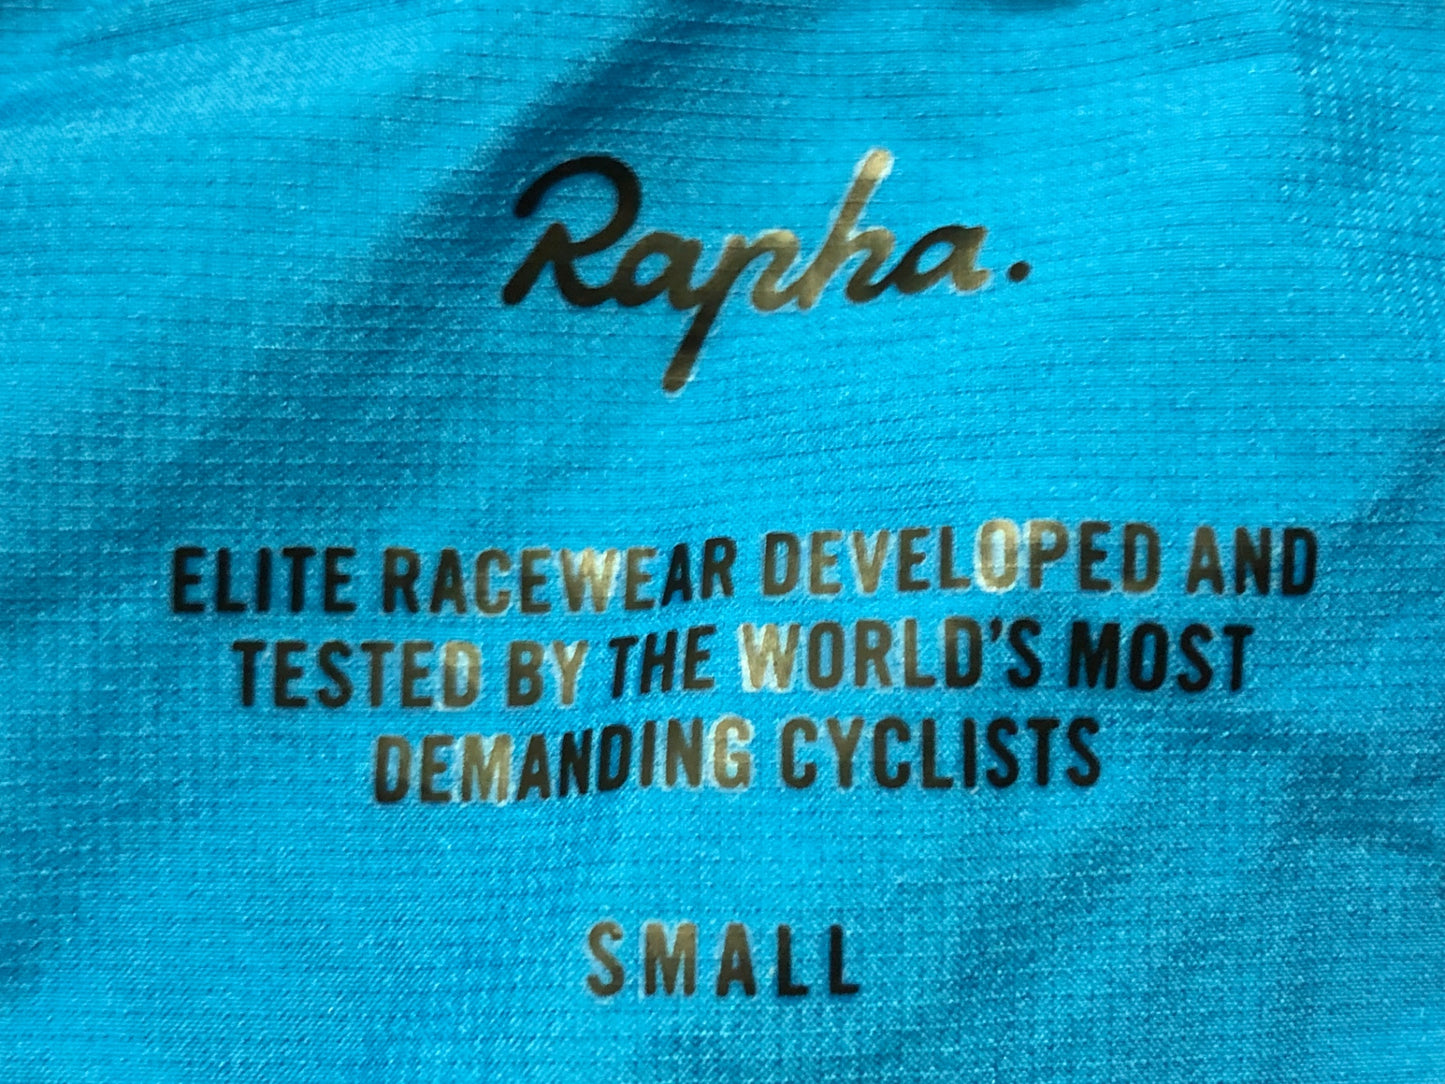 Rapha.
ELITE RACEWEAR DEVELOPED AND
TESTED BY THE WORLD'S MOST
DEMANDING CYCLISTS
SMALL